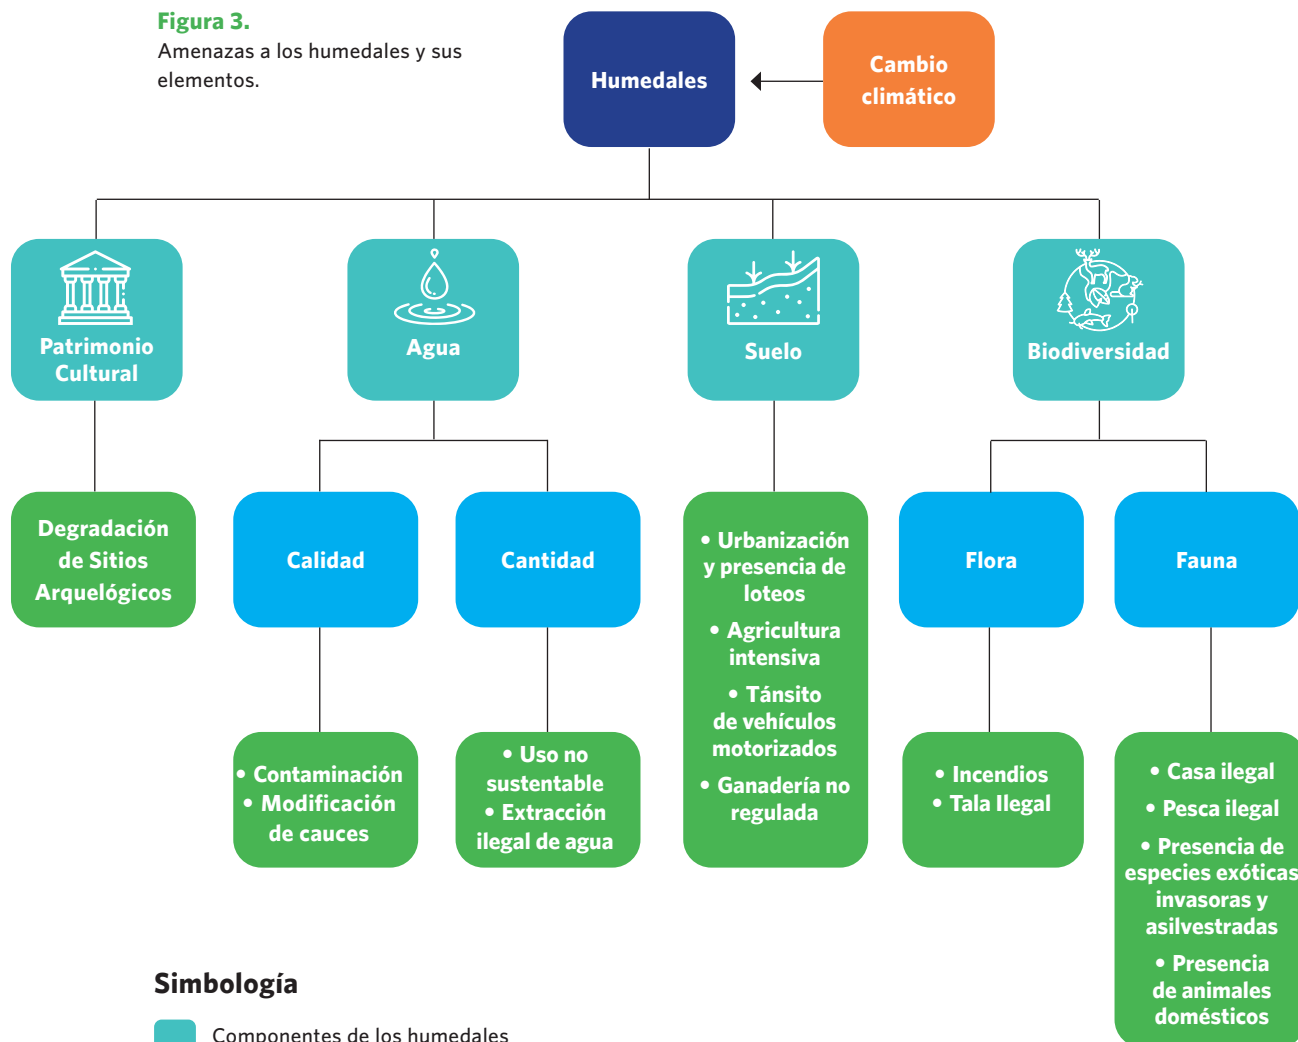 Figura 3.
Amenazas a los humedales y sus
elementos.
Humedales
Cambio
climático
Patrimonio
Cultural
Agua
Suelo
Biodiversidad
Degradación
de Sitios
Arquelógicos
Calidad
Cantidad
• Urbanización
y presencia de
loteos
• Agricultura
intensiva
• Tánsito
de vehículos
motorizados
• Ganadería no
regulada
Flora
Fauna
• Contaminación
• Modificación
de cauces
• Uso no
sustentable
• Extracción
ilegal de agua
• Incendios
• Tala Ilegal
• Casa ilegal
• Pesca ilegal
• Presencia de
especies exóticas
invasoras y
asilvestradas
• Presencia
de animales
domésticos
Simbología
Componentes de los humedales